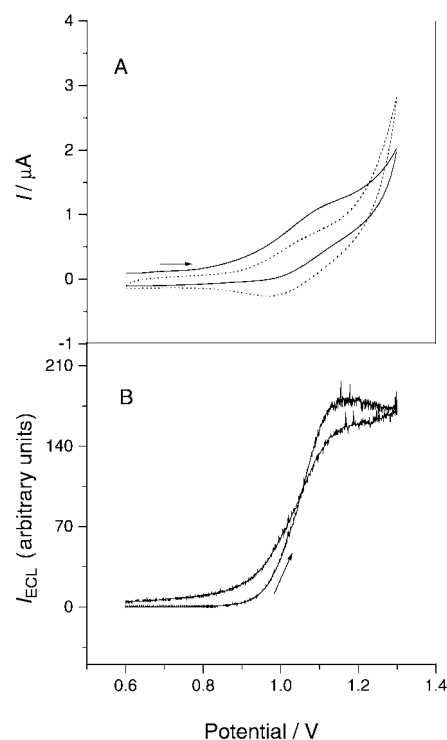 4
A
3
2
I / μA
1
0
-1
210
B
140
I_ECL (arbitrary units)
70
0
0.6 0.8 1.0 1.2 1.4
Potential / V